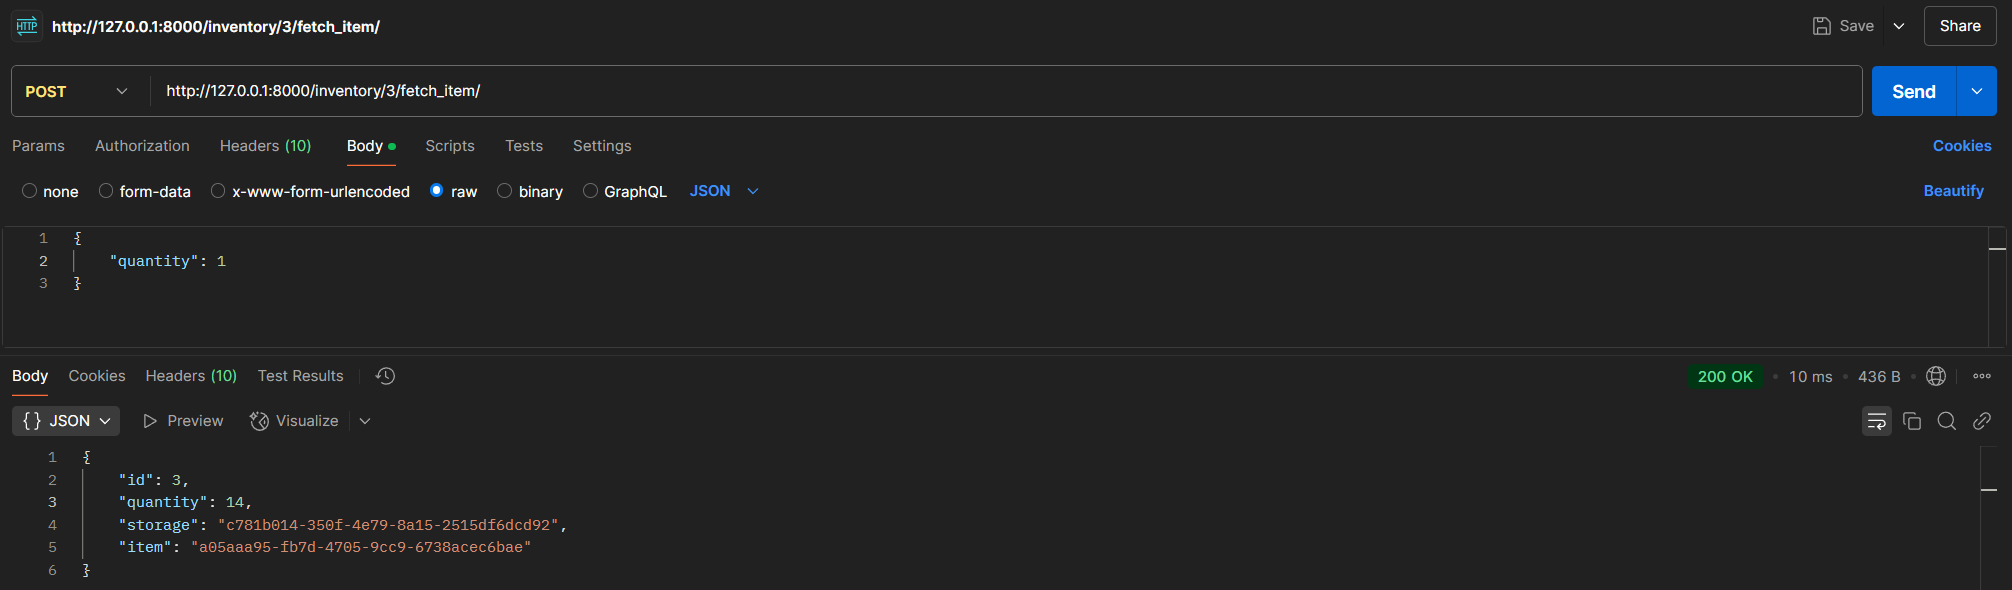 HTTP http://127.0.0.1:8000/inventory/3/fetch_item/ Save Share
POST http://127.0.0.1:8000/inventory/3/fetch_item/ Send
Params Authorization Headers (10) Body Scripts Tests Settings Cookies
none form-data x-www-form-urlencoded raw binary GraphQL JSON Beautify
1 {
2 "quantity": 1
3 }
Body Cookies Headers (10) Test Results 200 OK • 10 ms • 436 B •
{} JSON Preview Visualize
1 {
2 "id": 3,
3 "quantity": 14,
4 "storage": "c781b014-350f-4e79-8a15-2515df6dcd92",
5 "item": "a05aaa95-fb7d-4705-9cc9-6738acec6bae"
6 }